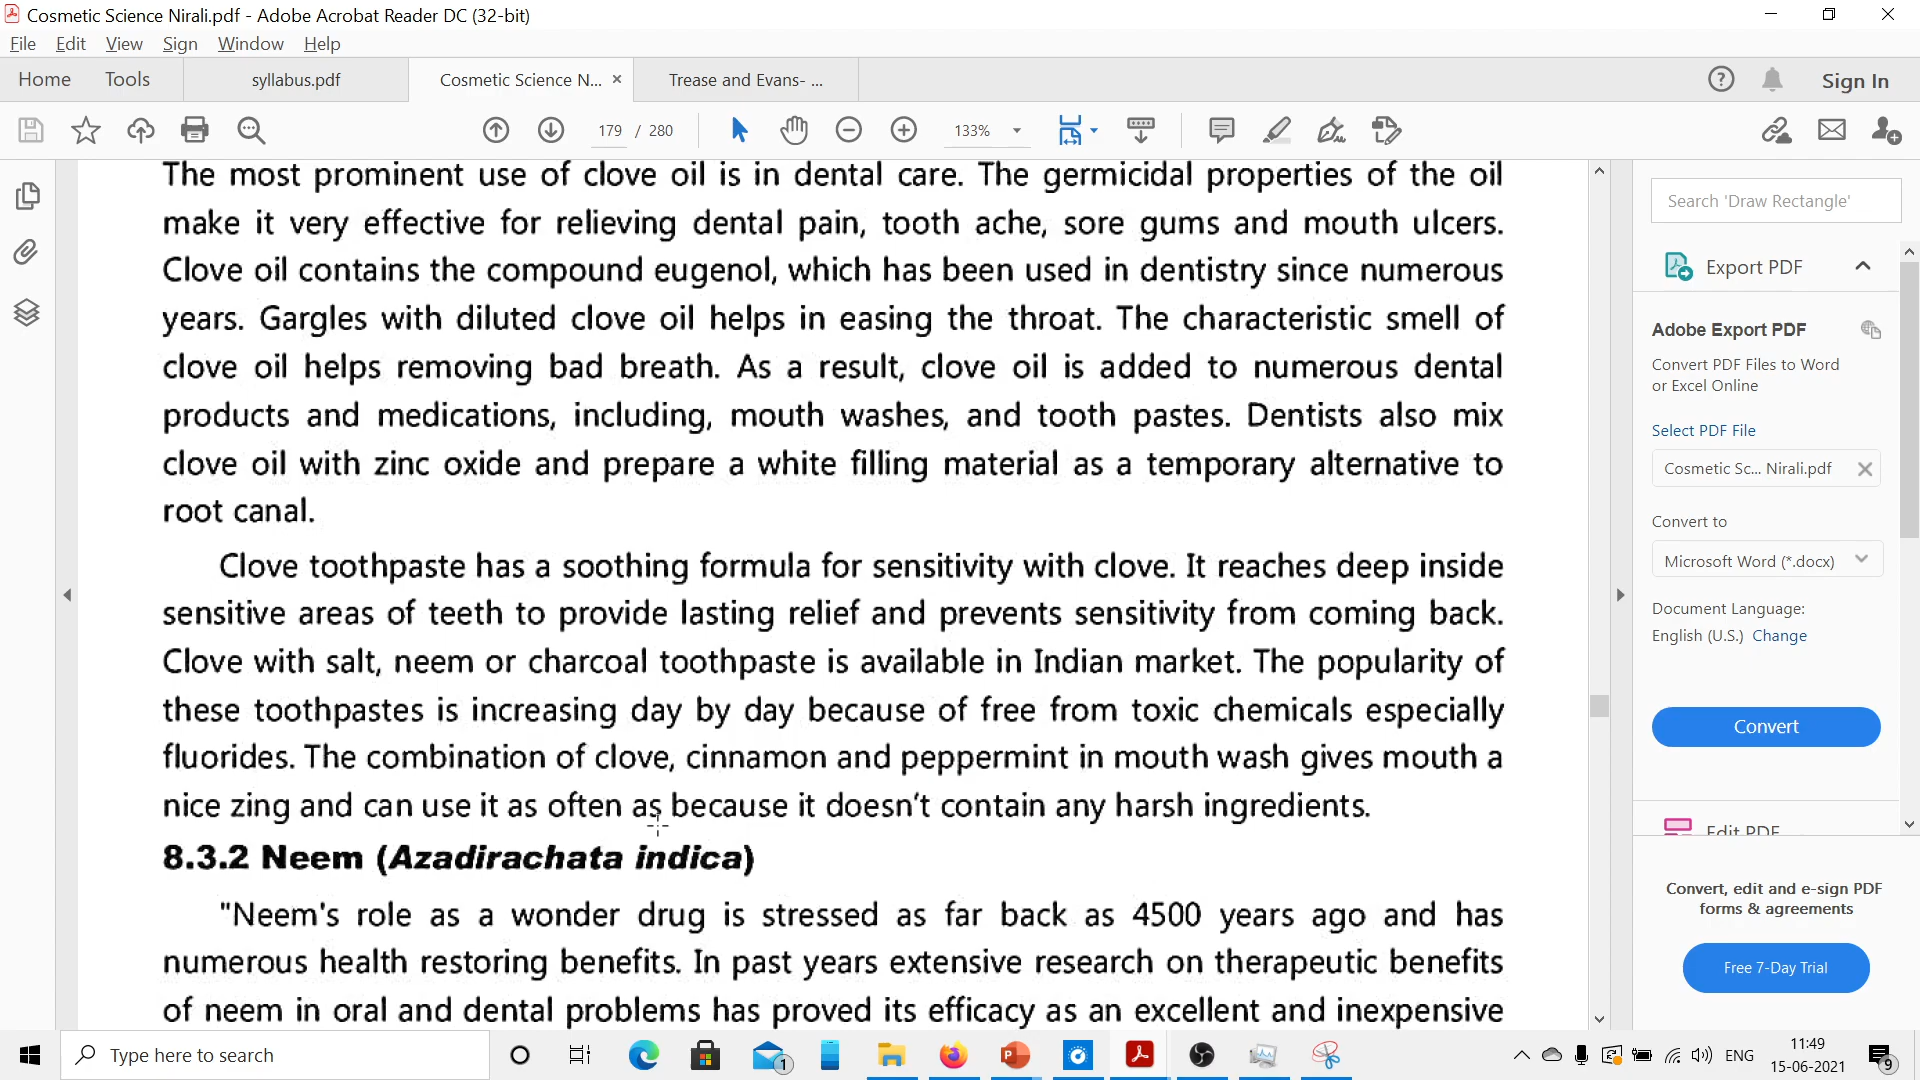 Cosmetic Science Nirali.pdf - Adobe Acrobat Reader DC (32-bit)
File Edit View Sign Window Help
Home Tools syllabus.pdf Cosmetic Science N... × Trease and Evans- ... Sign In
179 / 280 133%
The most prominent use of clove oil is in dental care. The germicidal properties of the oil
make it very effective for relieving dental pain, tooth ache, sore gums and mouth ulcers.
Clove oil contains the compound eugenol, which has been used in dentistry since numerous
years. Gargles with diluted clove oil helps in easing the throat. The characteristic smell of
clove oil helps removing bad breath. As a result, clove oil is added to numerous dental
products and medications, including, mouth washes, and tooth pastes. Dentists also mix
clove oil with zinc oxide and prepare a white filling material as a temporary alternative to
root canal.
Clove toothpaste has a soothing formula for sensitivity with clove. It reaches deep inside
sensitive areas of teeth to provide lasting relief and prevents sensitivity from coming back.
Clove with salt, neem or charcoal toothpaste is available in Indian market. The popularity of
these toothpastes is increasing day by day because of free from toxic chemicals especially
fluorides. The combination of clove, cinnamon and peppermint in mouth wash gives mouth a
nice zing and can use it as often as because it doesn't contain any harsh ingredients.
8.3.2 Neem (Azadirachata indica)
"Neem's role as a wonder drug is stressed as far back as 4500 years ago and has
numerous health restoring benefits. In past years extensive research on therapeutic benefits
of neem in oral and dental problems has proved its efficacy as an excellent and inexpensive
Search 'Draw Rectangle'
Export PDF
Adobe Export PDF
Convert PDF Files to Word
or Excel Online
Select PDF File
Cosmetic Sc... Nirali.pdf
Convert to
Microsoft Word (*.docx)
Document Language:
English (U.S.) Change
Convert
Edit PDF
Convert, edit and e-sign PDF
forms & agreements
Free 7-Day Trial
Type here to search
1
ENG
11:49
15-06-2021
9